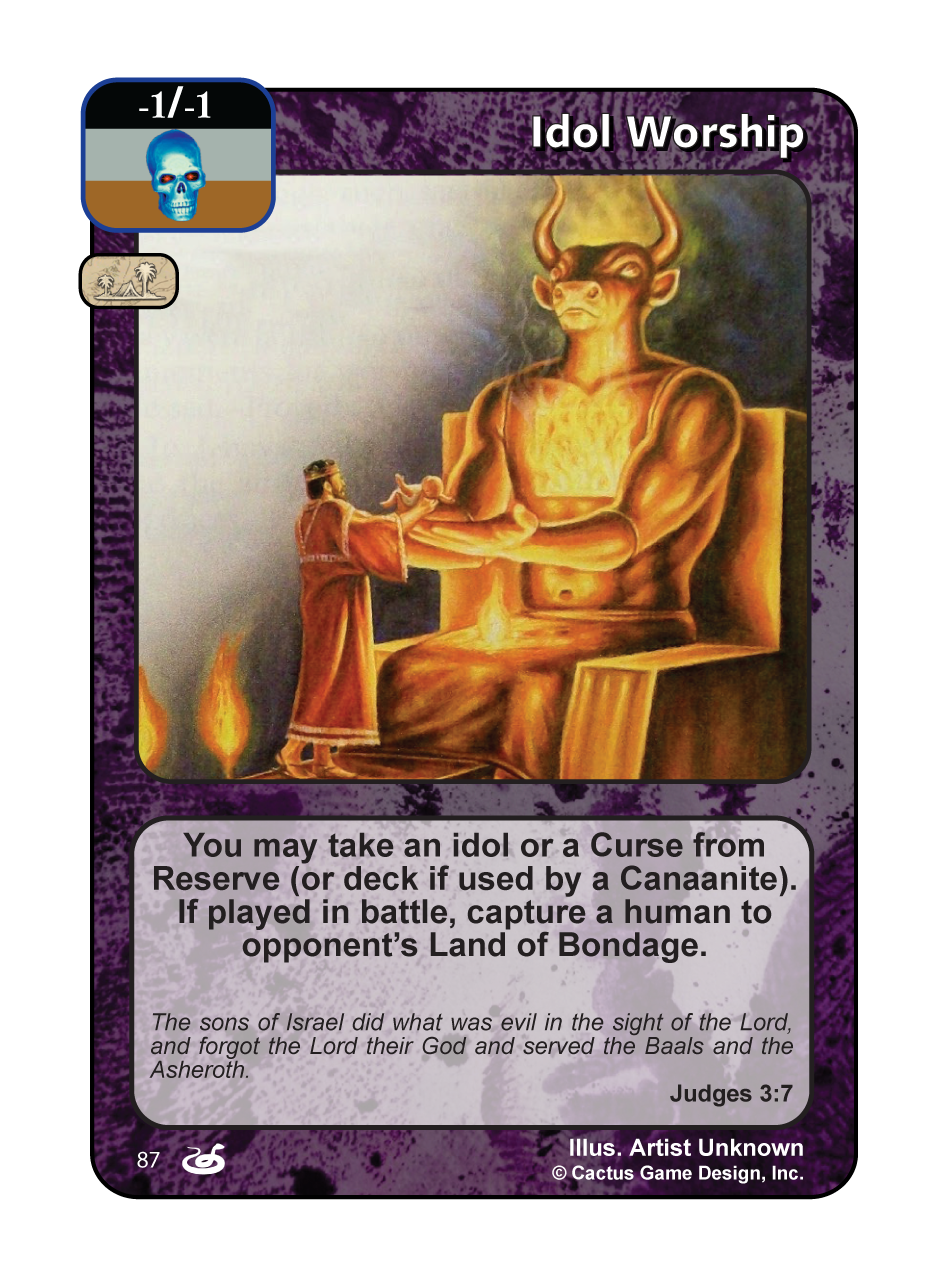 -1/-1
Idol Worship
You may take an idol or a Curse from
Reserve (or deck if used by a Canaanite).
If played in battle, capture a human to
opponent’s Land of Bondage.
The sons of Israel did what was evil in the sight of the Lord,
and forgot the Lord their God and served the Baals and the
Asheroth.
Judges 3:7
87
Illus. Artist Unknown
© Cactus Game Design, Inc.